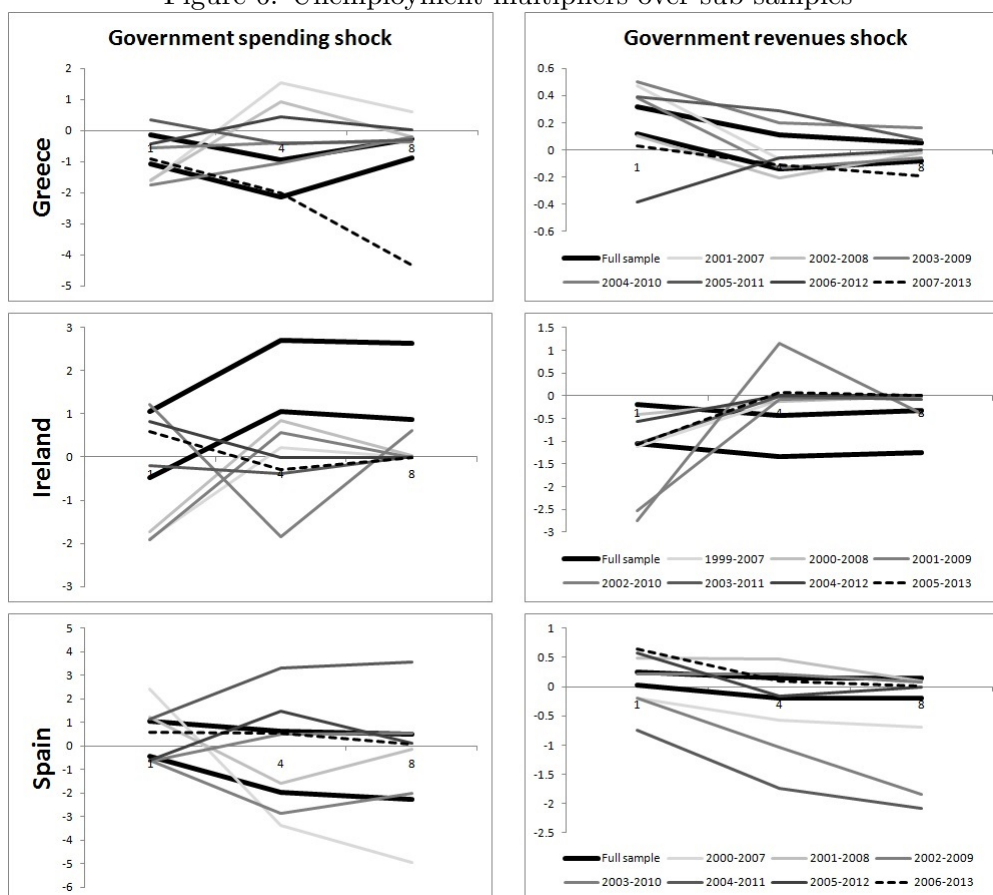 Figure 6: Unemployment multipliers over sub-samples
Government spending shock
Greece
2
1
0
-1
-2
-3
-4
-5
1 4 8
Government revenues shock
0.6
0.4
0.2
0
-0.2
-0.4
-0.6
1 4 8
Full sample 2001-2007 2002-2008 2003-2009
2004-2010 2005-2011 2006-2012 2007-2013
Ireland
3
2
1
0
-1
-2
-3
1 4 8
1.5
1
0.5
0
-0.5
-1
-1.5
-2
-2.5
-3
1 4 8
Full sample 1999-2007 2000-2008 2001-2009
2002-2010 2003-2011 2004-2012 2005-2013
Spain
5
4
3
2
1
0
-1
-2
-3
-4
-5
-6
1 4 8
1
0.5
0
-0.5
-1
-1.5
-2
-2.5
1 4 8
Full sample 2000-2007 2001-2008 2002-2009
2003-2010 2004-2011 2005-2012 2006-2013